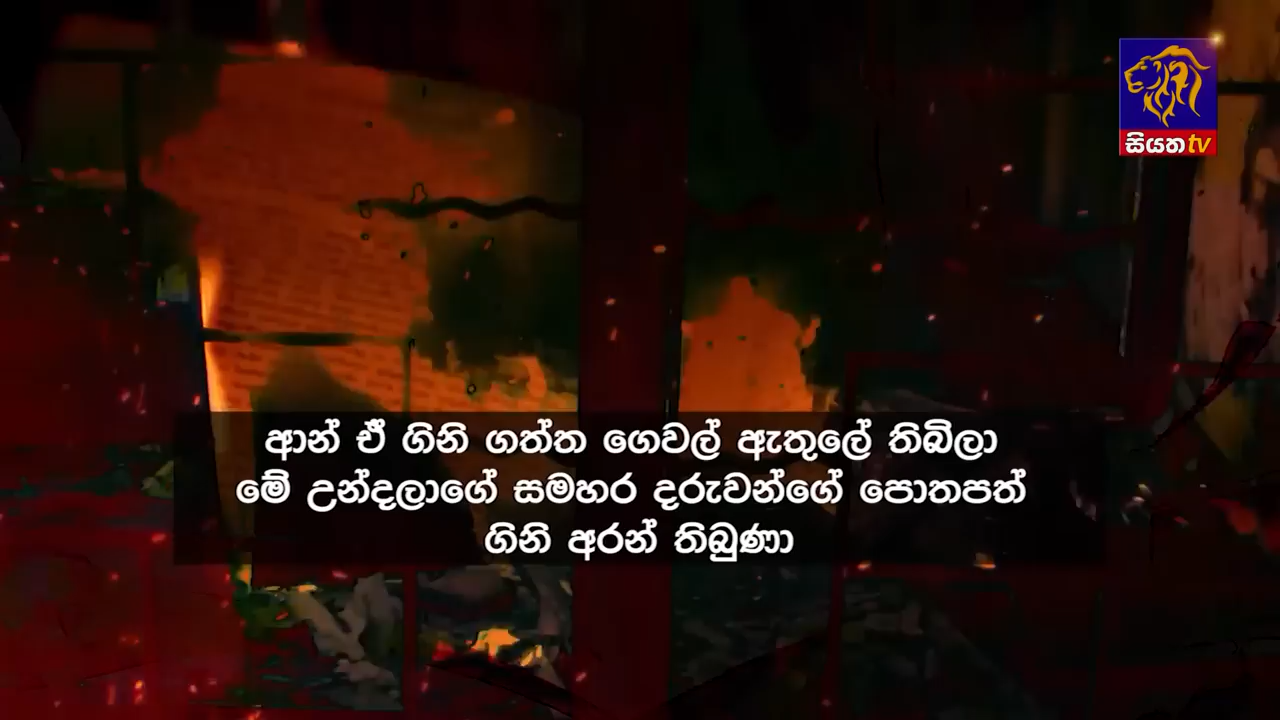 සියත tv
ආන් ඒ ගිනි ගත්ත ගෙවල් ඇතුලේ තිබිලා
මේ උන්දලාගේ සමහර දරුවන්ගේ පොතපත්
ගිනි අරන් තිබුණා